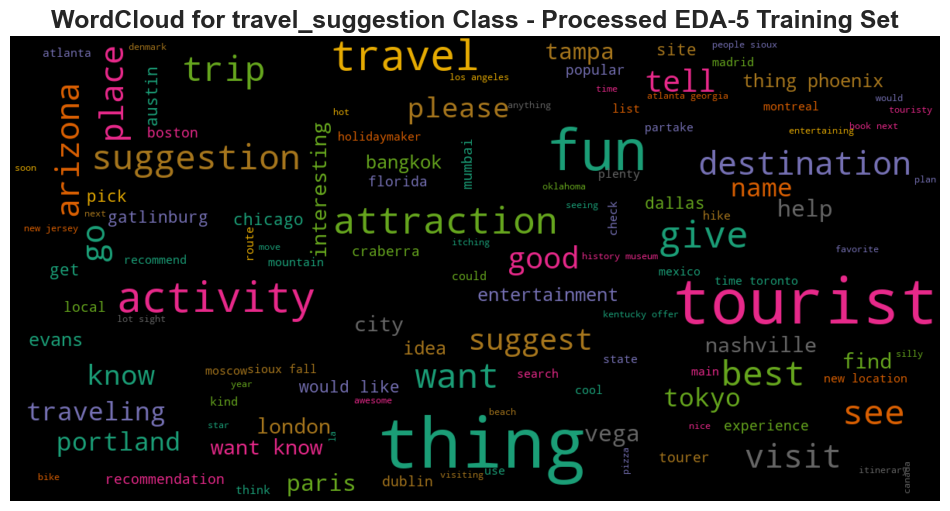 WordCloud for travel_suggestion Class - Processed EDA-5 Training Set
atlanta
denmark
trip
travel
los angeles
tampa
popular
site
people sioux
madrid
tell
thing phoenix
place
austin
arizona
boston
hot
holidaymaker
please
anything
time
list
atlanta georgia
montreal
would
touristy
partake
entertaining
book next
suggestion
soon
pick
interesting
bangkok
florida
mumbai
fun
plenty
oklahoma
destination
name
plan
next
new jersey
gatlinburg
chicago
route
attraction
seeing
check
dallas
hike
help
go
get
recommend
move
mountain
craberra
itching
could
good
history museum
give
mexico
time toronto
favorite
local
lot sight
activity
entertainment
kentucky offer
tourist
evans
city
idea
suggest
state
nashville
find
silly
know
moscow
sioux fall
year
kind
would like
awesome
want
search
cool
main
best
new location
traveling
star
london
beach
thing
tokyo
nice
experience
see
portland
want know
la
vega
pizza
tourer
visit
itinerary
canada
bike
recommendation
think
paris
dublin
visiting
use